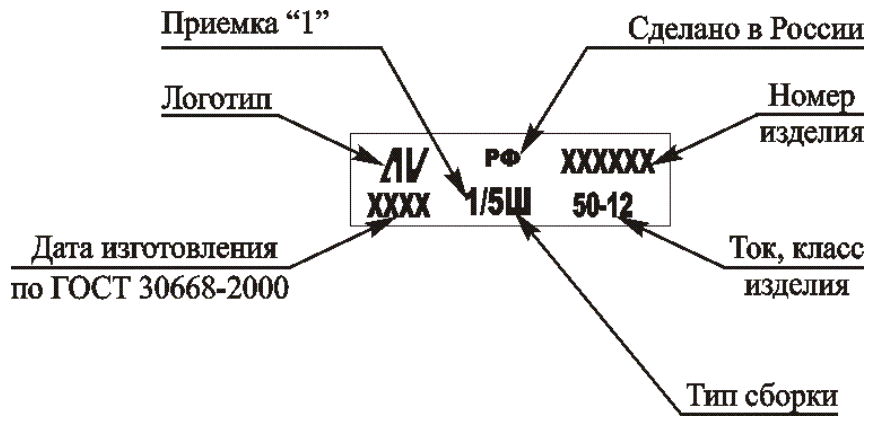 Приемка “1”
Сделано в России
Логотип
Номер
изделия
РФ
XXXXXX
XXXX
1/5Ш
50-12
Дата изготовления
по ГОСТ 30668-2000
Ток, класс
изделия
Тип сборки